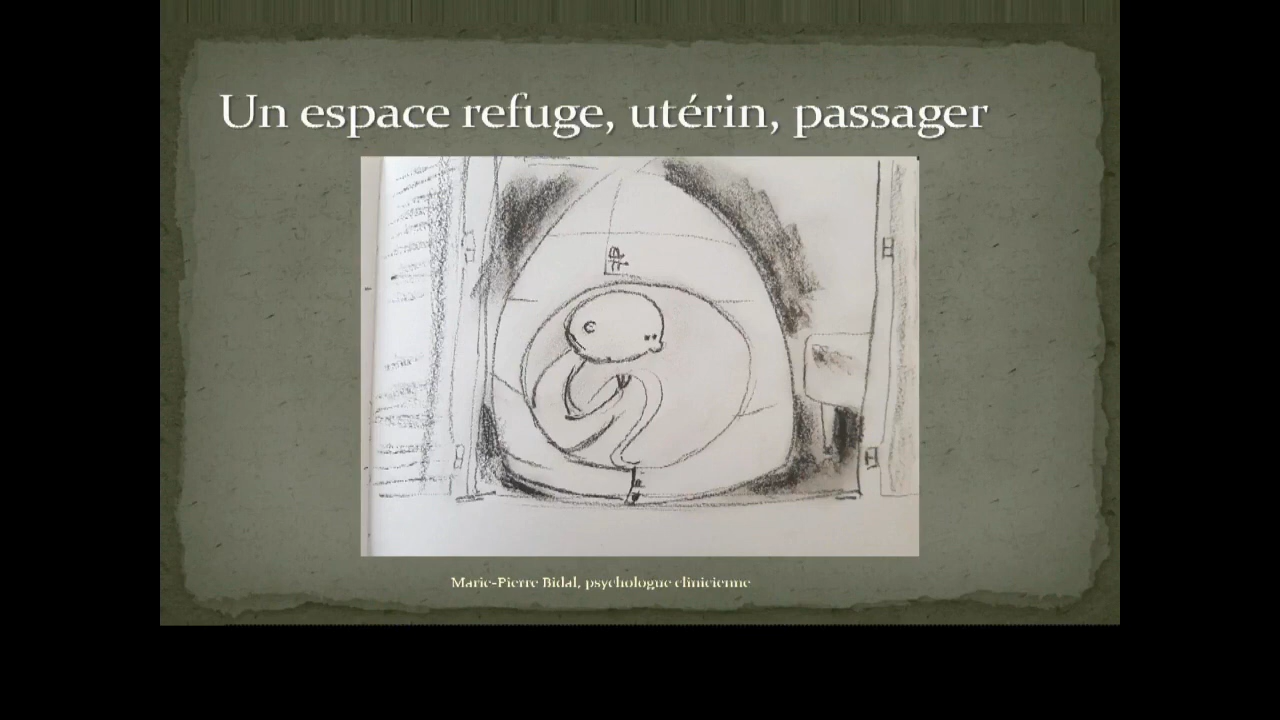 Un espace refuge, utérin, passager
Marie-Pierre Bidal, psychologue clinicienne